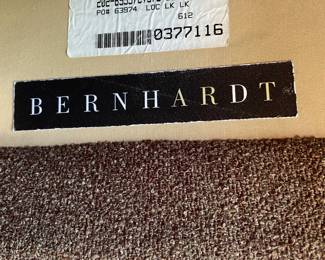 PO# 63974 LOC LK LK
612
0377116
BERNHARDT